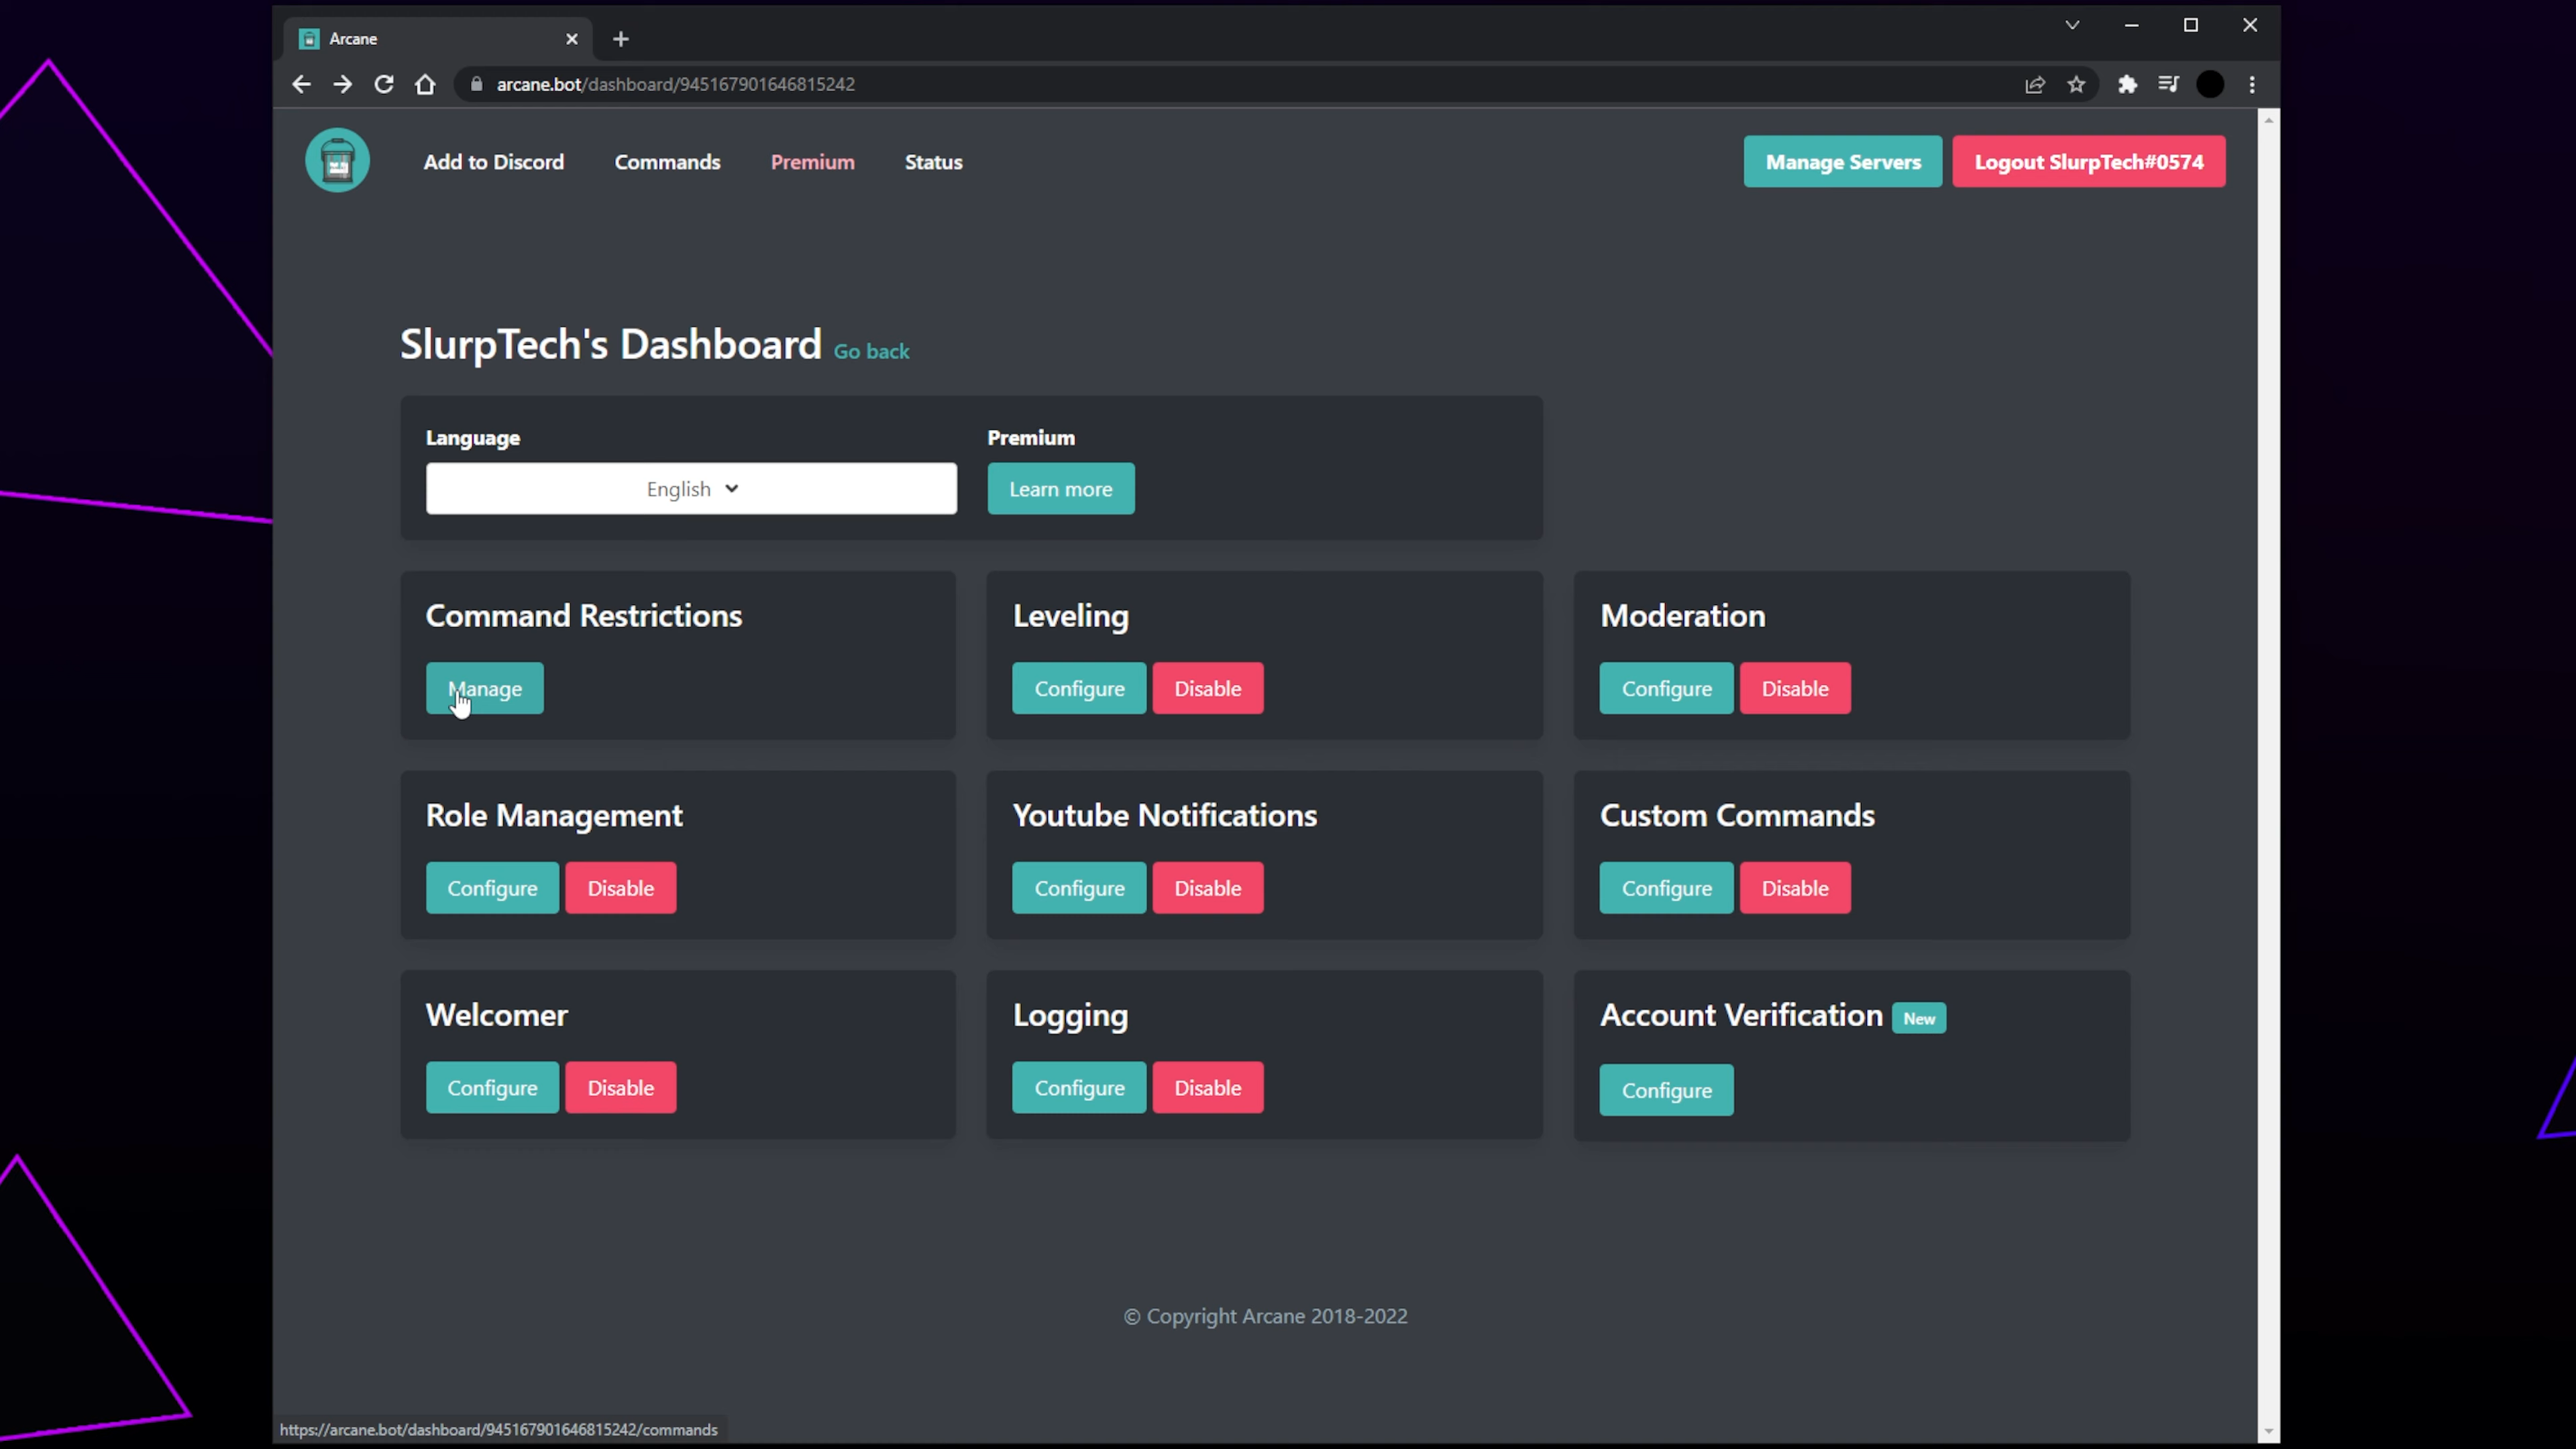 Arcane
arcane.bot/dashboard/945167901646815242
Add to Discord Commands Premium Status Manage Servers Logout SlurpTech#0574
SlurpTech's Dashboard Go back
Language Premium
English Learn more
Command Restrictions Leveling Moderation
Manage Configure Disable Configure Disable
Role Management Youtube Notifications Custom Commands
Configure Disable Configure Disable Configure Disable
Welcomer Logging Account Verification New
Configure Disable Configure Disable Configure
© Copyright Arcane 2018-2022
https://arcane.bot/dashboard/945167901646815242/commands